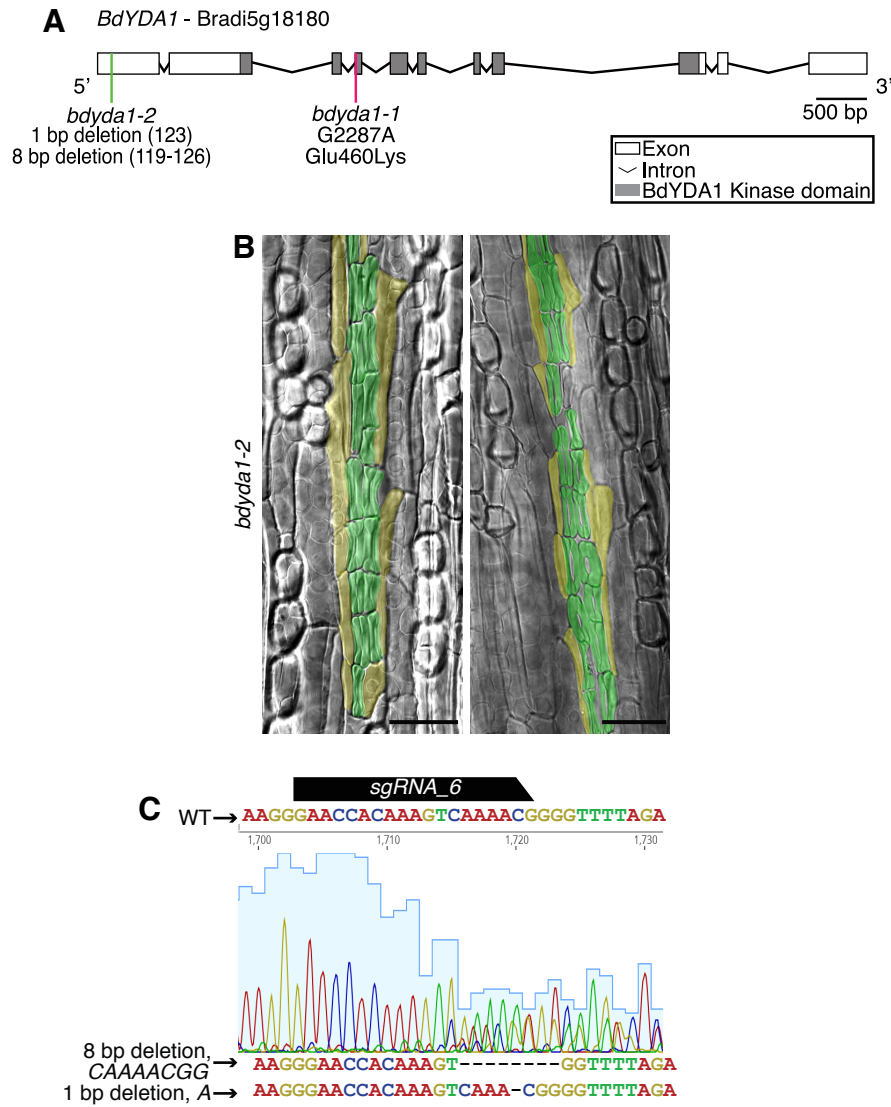 A
BdYDA1 - Bradi5g18180
5’
3’
bdyda1-2
1 bp deletion (123)
8 bp deletion (119-126)
bdyda1-1
G2287A
Glu460Lys
500 bp
Exon
Intron
BdYDA1 Kinase domain
B
bdyda1-2
C
sgRNA_6
WT
AAGGGAACCACAAAGTCAAAACGGGGTTTTAGA
1,700 1,710 1,720 1,730
8 bp deletion,
CAAAACGG
AAGGGAACCACAAAGT--------GGTTTTAGA
1 bp deletion, A
AAGGGAACCACAAAGTCAAA-CGGGGTTTTAGA